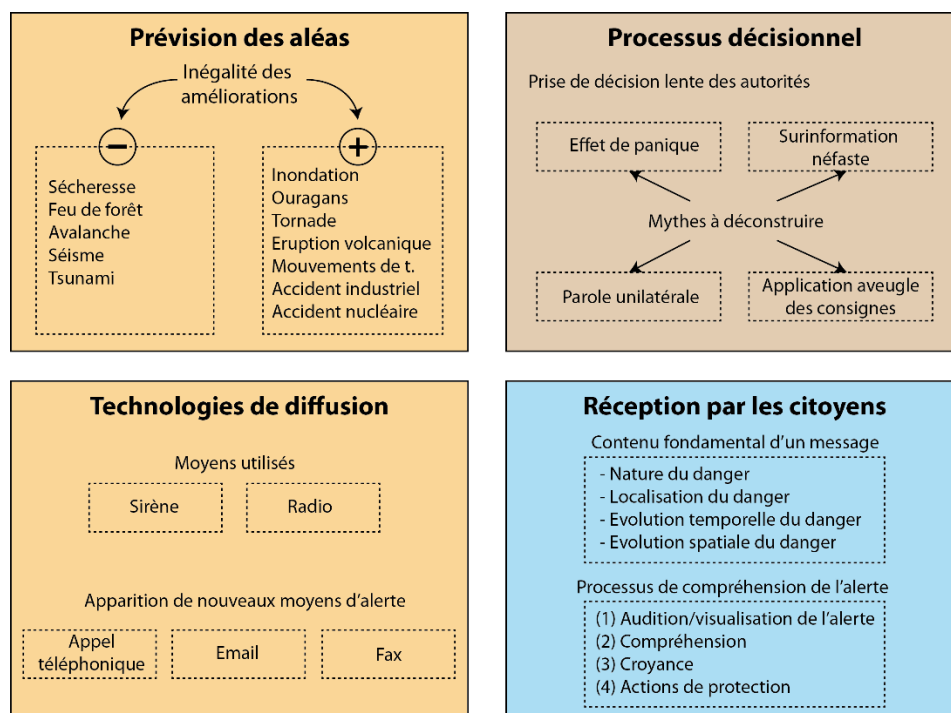 Prévision des aléas
Inégalité des
améliorations
−
+
Sécheresse
Feu de forêt
Avalanche
Séisme
Tsunami
Inondation
Ouragans
Tornade
Eruption volcanique
Mouvements de t.
Accident industriel
Accident nucléaire
Processus décisionnel
Prise de décision lente des autorités
Effet de panique
Surinformation
néfaste
Mythes à déconstruire
Parole unilatérale
Application aveugle
des consignes
Technologies de diffusion
Moyens utilisés
Sirène
Radio
Apparition de nouveaux moyens d'alerte
Appel
téléphonique
Email
Fax
Réception par les citoyens
Contenu fondamental d'un message
- Nature du danger
- Localisation du danger
- Evolution temporelle du danger
- Evolution spatiale du danger
Processus de compréhension de l'alerte
(1) Audition/visualisation de l'alerte
(2) Compréhension
(3) Croyance
(4) Actions de protection